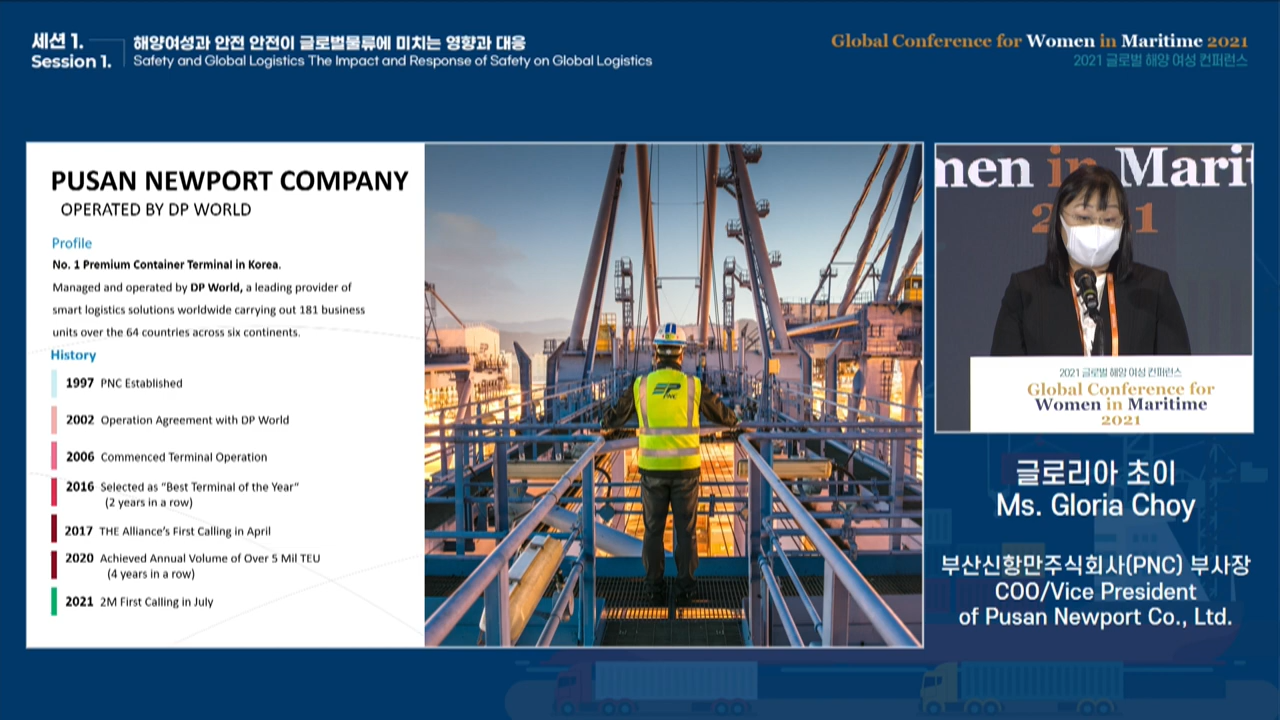 세션 1.
Session 1.
해양여성과 안전 안전이 글로벌물류에 미치는 영향과 대응
Safety and Global Logistics The Impact and Response of Safety on Global Logistics
Global Conference for Women in Maritime 2021
2021 글로벌 해양 여성 컨퍼런스
PUSAN NEWPORT COMPANY
OPERATED BY DP WORLD
Profile
No. 1 Premium Container Terminal in Korea.
Managed and operated by DP World, a leading provider of
smart logistics solutions worldwide carrying out 181 business
units over the 64 countries across six continents.
History
1997 PNC Established
2002 Operation Agreement with DP World
2006 Commenced Terminal Operation
2016 Selected as “Best Terminal of the Year”
(2 years in a row)
2017 THE Alliance’s First Calling in April
2020 Achieved Annual Volume of Over 5 Mil TEU
(4 years in a row)
2021 2M First Calling in July
PNC
men in Marit
2 1
2021 글로벌 해양 여성 컨퍼런스
Global Conference for
Women in Maritime
2021
글로리아 초이
Ms. Gloria Choy
부산신항만주식회사(PNC) 부사장
COO/Vice President
of Pusan Newport Co., Ltd.